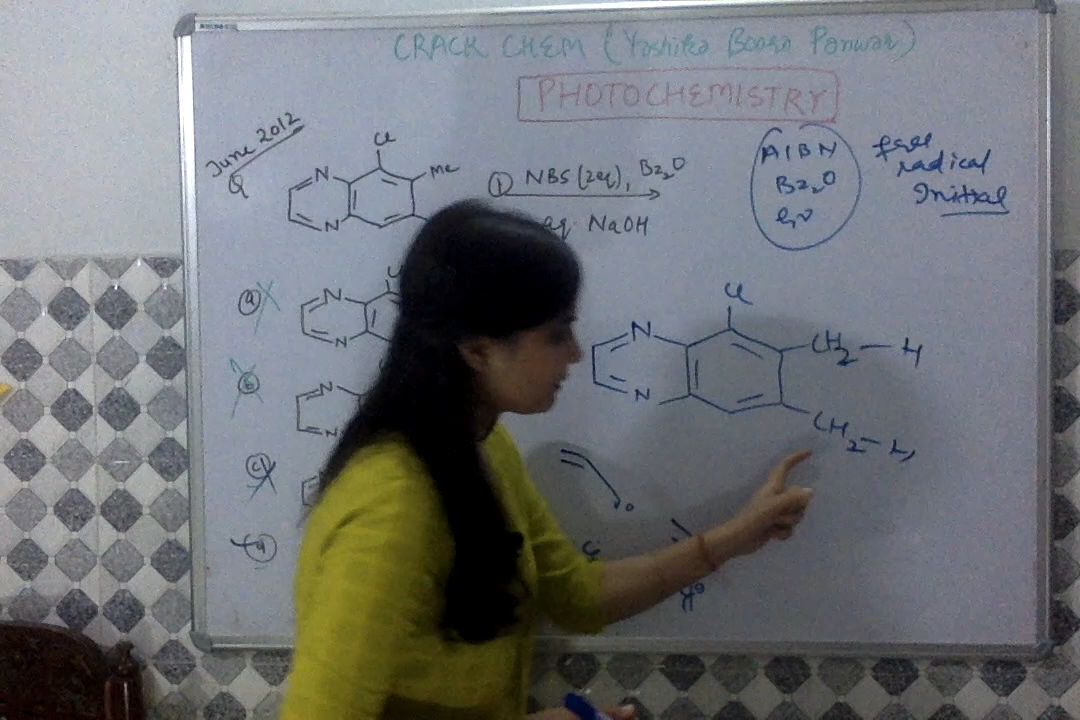 CRACK CHEM (Yashika Boora Panwar)
PHOTOCHEMISTRY
June 2012
Q
N
N
Cl
Me
① NBS (2eq), Bz₂O
aq. NaOH
AIBN
Bz₂O
hν
free
radical
Initial
a
N
N
b
N
N
c
d
Cl
N
N
CH₂ — H
CH₂ — H